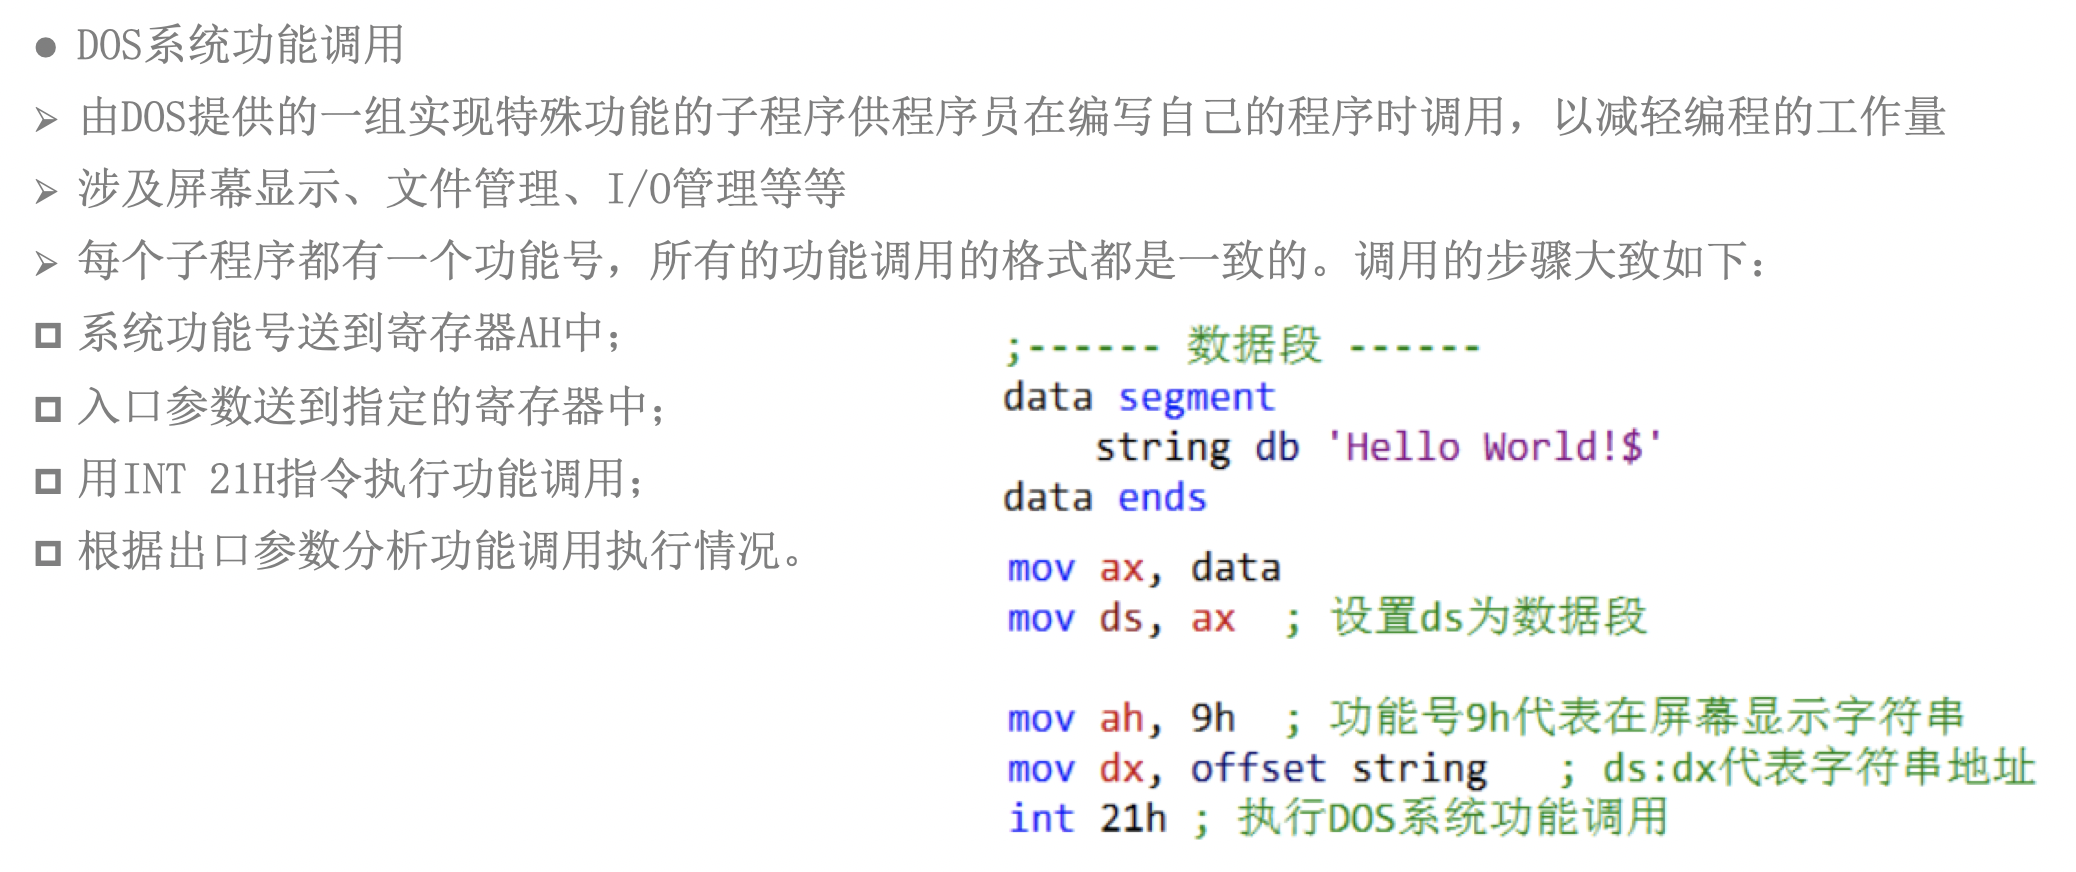 ● DOS系统功能调用
➢ 由DOS提供的一组实现特殊功能的子程序供程序员在编写自己的程序时调用，以减轻编程的工作量
➢ 涉及屏幕显示、文件管理、I/O管理等等
➢ 每个子程序都有一个功能号，所有的功能调用的格式都是一致的。调用的步骤大致如下：
□ 系统功能号送到寄存器AH中；
□ 入口参数送到指定的寄存器中；
□ 用INT 21H指令执行功能调用；
□ 根据出口参数分析功能调用执行情况。
;------ 数据段 ------
data segment
    string db 'Hello World!$'
data ends
mov ax, data
mov ds, ax  ; 设置ds为数据段
mov ah, 9h  ; 功能号9h代表在屏幕显示字符串
mov dx, offset string   ; ds:dx代表字符串地址
int 21h ; 执行DOS系统功能调用